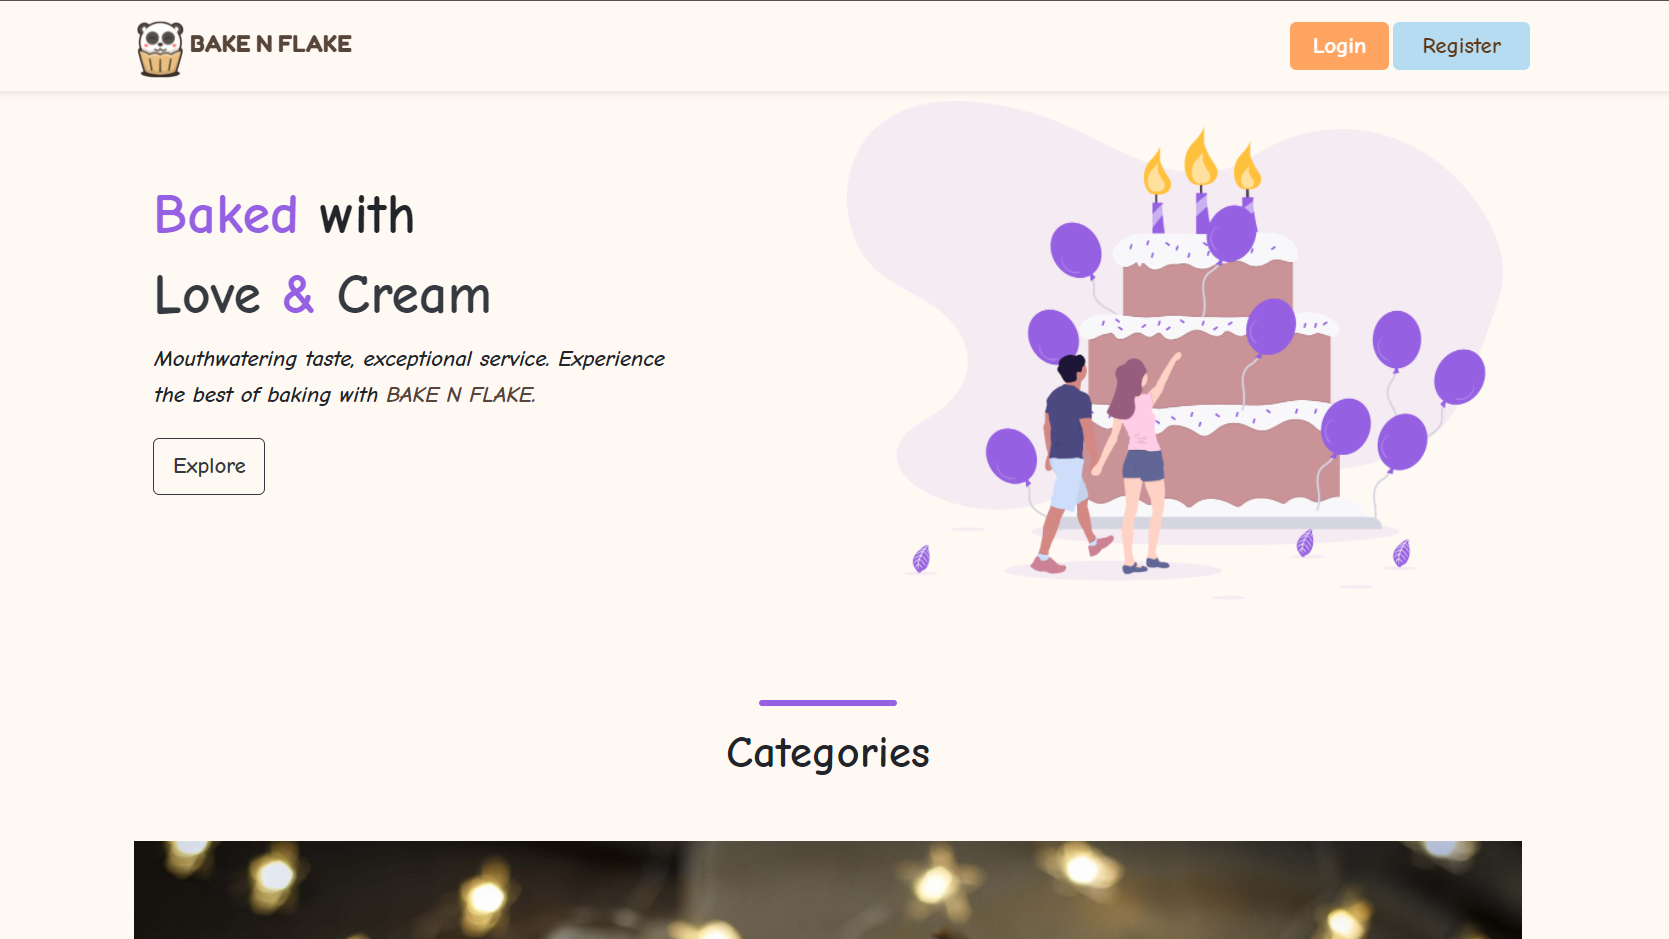 BAKE N FLAKE
Login
Register
Baked with
Love & Cream
Mouthwatering taste, exceptional service. Experience
the best of baking with BAKE N FLAKE.
Explore
Categories